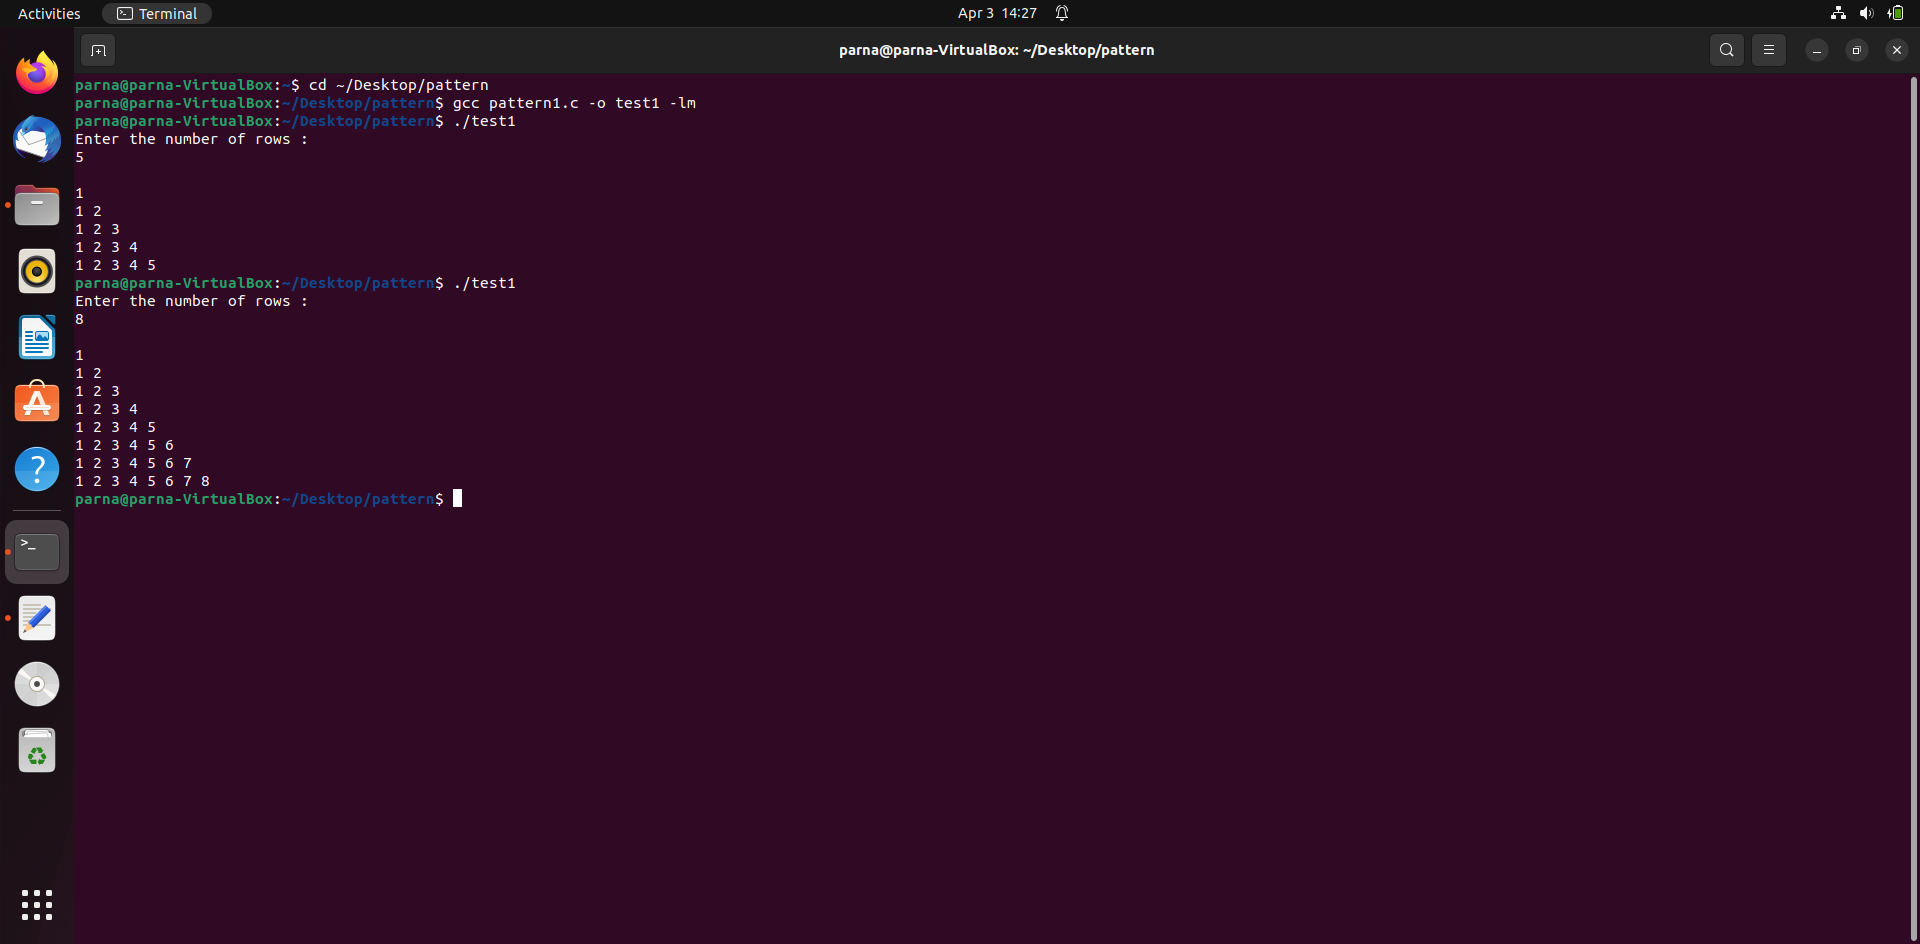 Activities
Terminal
Apr 3 14:27
parna@parna-VirtualBox: ~/Desktop/pattern
parna@parna-VirtualBox:~$ cd ~/Desktop/pattern
parna@parna-VirtualBox:~/Desktop/pattern$ gcc pattern1.c -o test1 -lm
parna@parna-VirtualBox:~/Desktop/pattern$ ./test1
Enter the number of rows :
5
1
1 2
1 2 3
1 2 3 4
1 2 3 4 5
parna@parna-VirtualBox:~/Desktop/pattern$ ./test1
Enter the number of rows :
8
1
1 2
1 2 3
1 2 3 4
1 2 3 4 5
1 2 3 4 5 6
1 2 3 4 5 6 7
1 2 3 4 5 6 7 8
parna@parna-VirtualBox:~/Desktop/pattern$